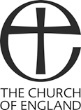 THE CHURCH
OF ENGLAND